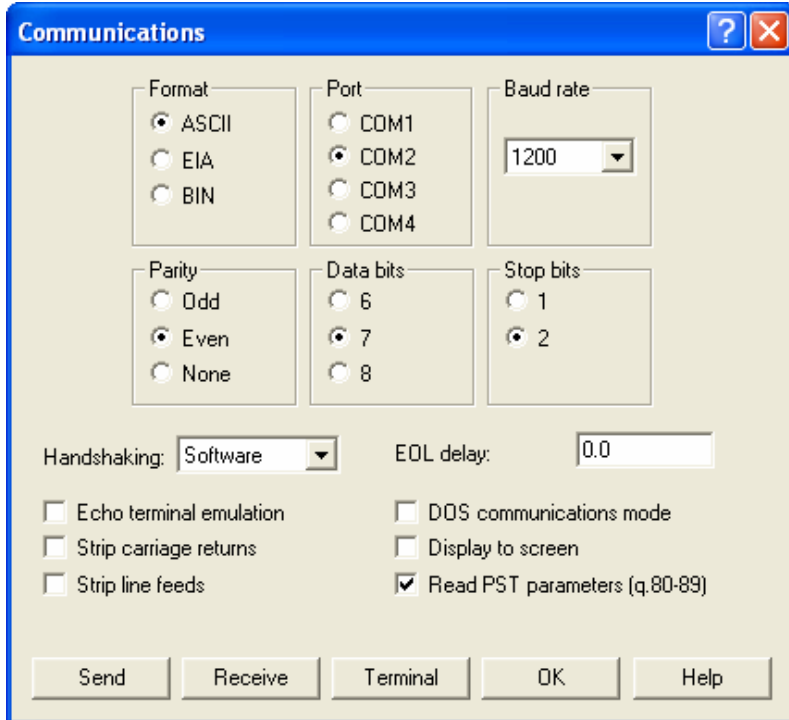 Communications
Format
ASCII
EIA
BIN
Port
COM1
COM2
COM3
COM4
Baud rate
1200
Parity
Odd
Even
None
Data bits
6
7
8
Stop bits
1
2
Handshaking: Software
EOL delay: 0.0
Echo terminal emulation
Strip carriage returns
Strip line feeds
DOS communications mode
Display to screen
Read PST parameters (q.80-89)
Send Receive Terminal OK Help